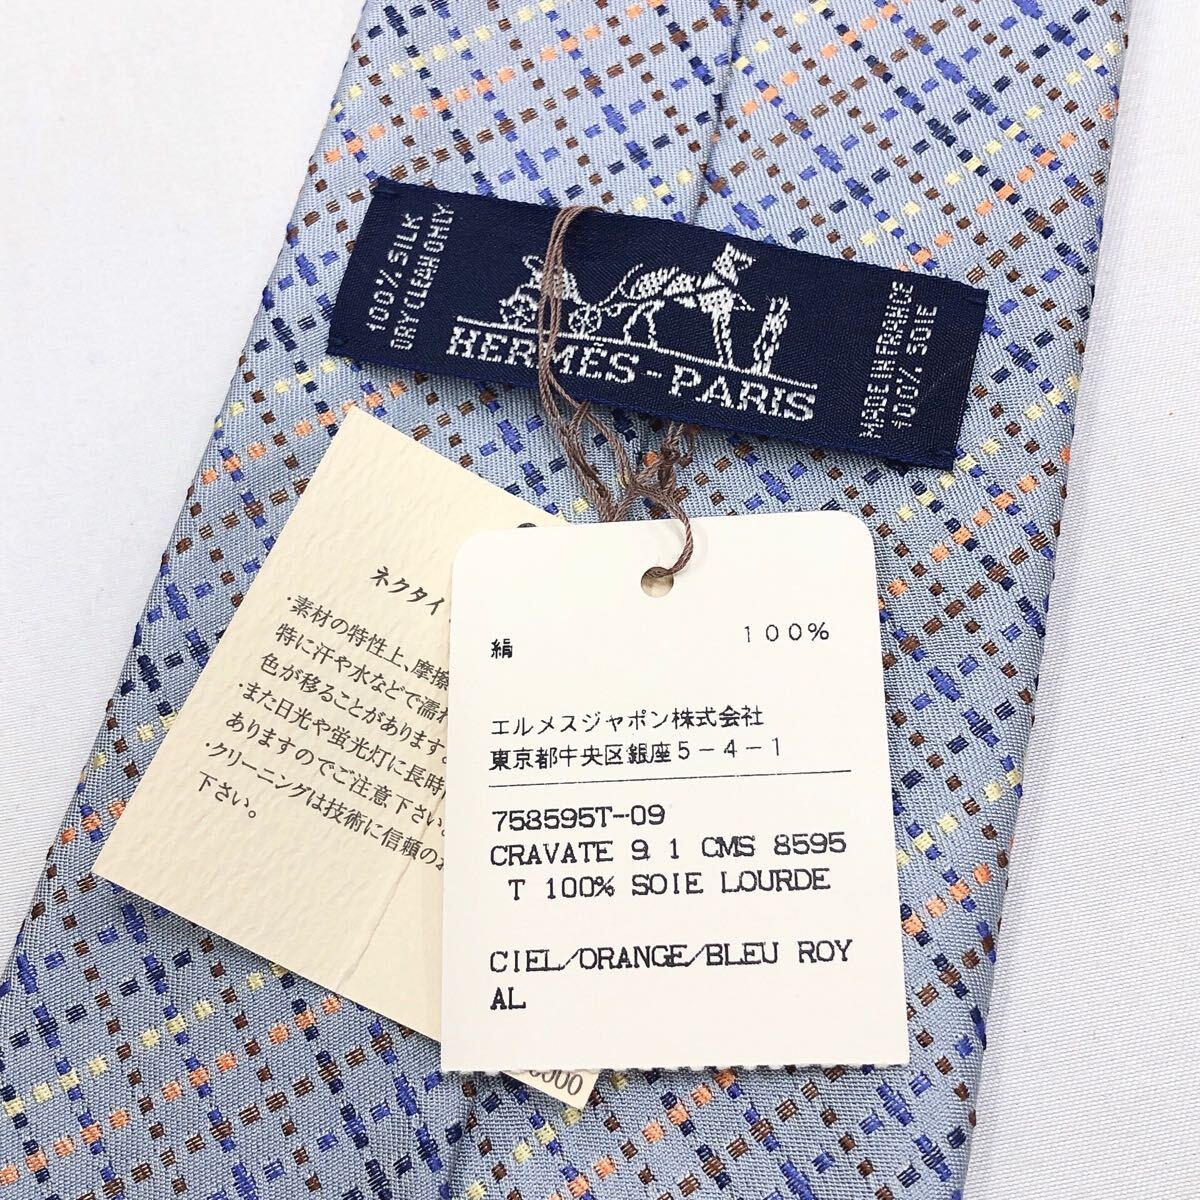 100% SILK
DRY CLEAN ONLY
HERMÈS-PARIS
MADE IN FRANCE
100% SOIE
ネクタイ
・素材の特性上、摩擦
特に汗や水などで濡れ
色が移ることがあります。
・また日光や蛍光灯に長時
ありますのでご注意下さい。
・クリーニングは技術に信頼のお
下さい。
絹 100%
エルメスジャポン株式会社
東京都中央区銀座5-4-1
758595T-09
CRAVATE 9.1 CMS 8595
T 100% SOIE LOURDE
CIEL/ORANGE/BLEU ROY
AL